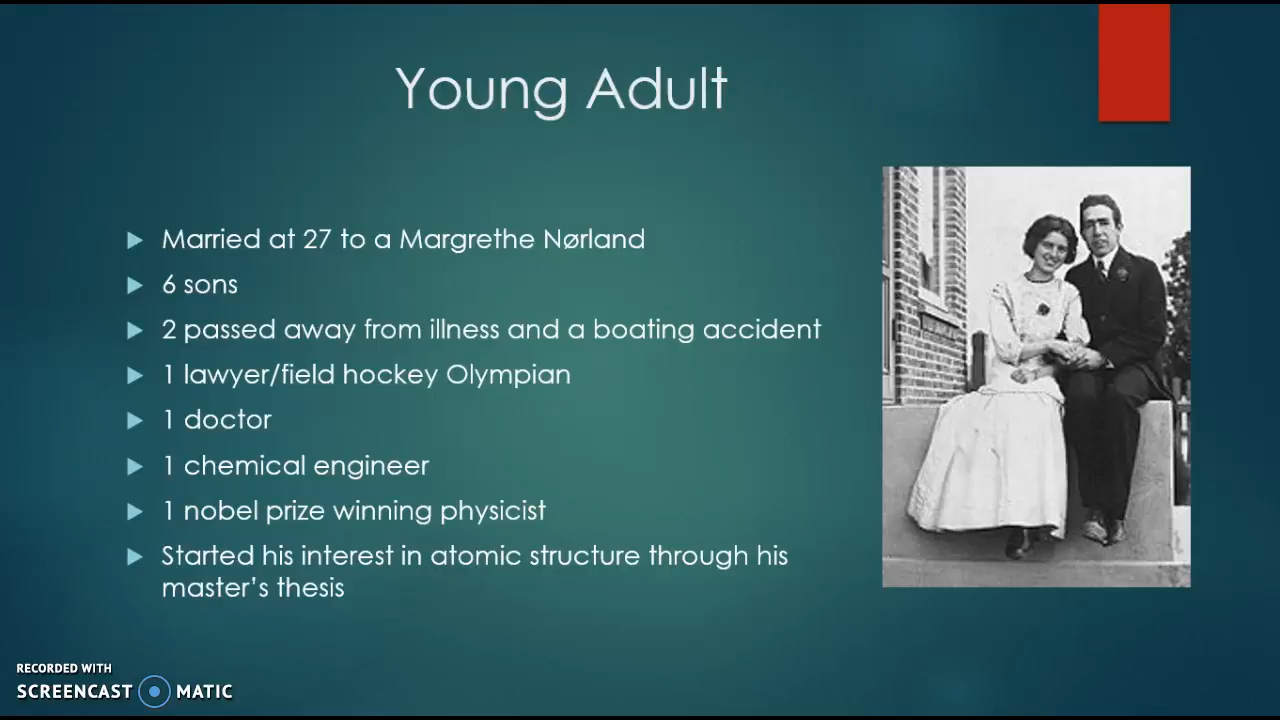 Young Adult
Married at 27 to a Margrethe Nørland
6 sons
2 passed away from illness and a boating accident
1 lawyer/field hockey Olympian
1 doctor
1 chemical engineer
1 nobel prize winning physicist
Started his interest in atomic structure through his
master's thesis
RECORDED WITH
SCREENCAST MATIC